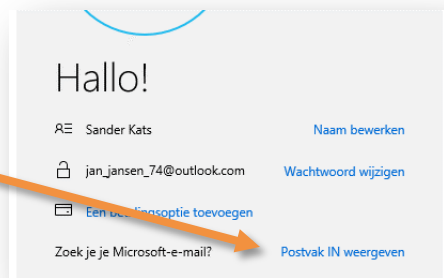 Hallo!
Sander Kats Naam bewerken
jan_jansen_74@outlook.com Wachtwoord wijzigen
Een betalingsoptie toevoegen
Zoek je je Microsoft-e-mail? Postvak IN weergeven